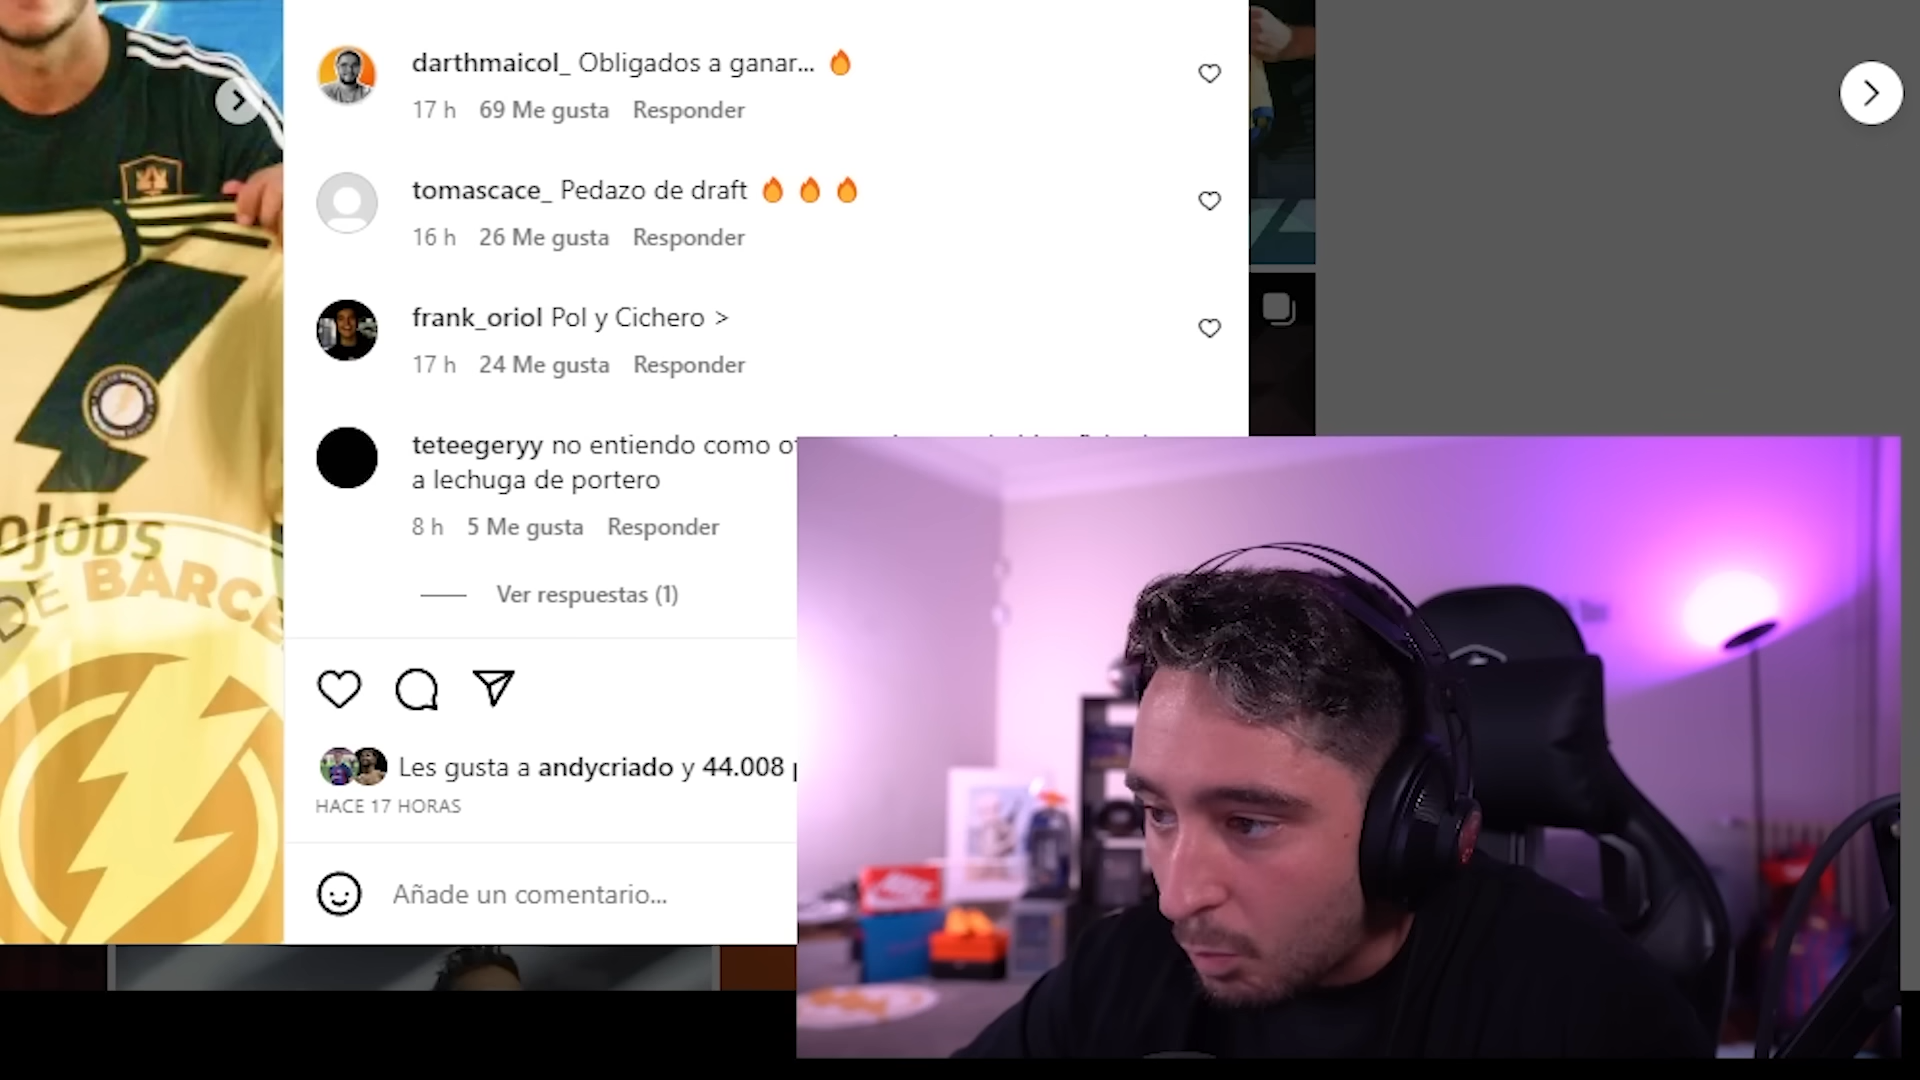 darthmaicol_ Obligados a ganar... 🔥
17 h 69 Me gusta Responder
tomascace_ Pedazo de draft 🔥 🔥 🔥
16 h 26 Me gusta Responder
frank_oriol Pol y Cichero >
17 h 24 Me gusta Responder
teteegeryy no entiendo como
a lechuga de portero
8 h 5 Me gusta Responder
Ver respuestas (1)
Les gusta a andycriado y 44.008
HACE 17 HORAS
Añade un comentario...
DE BARCE